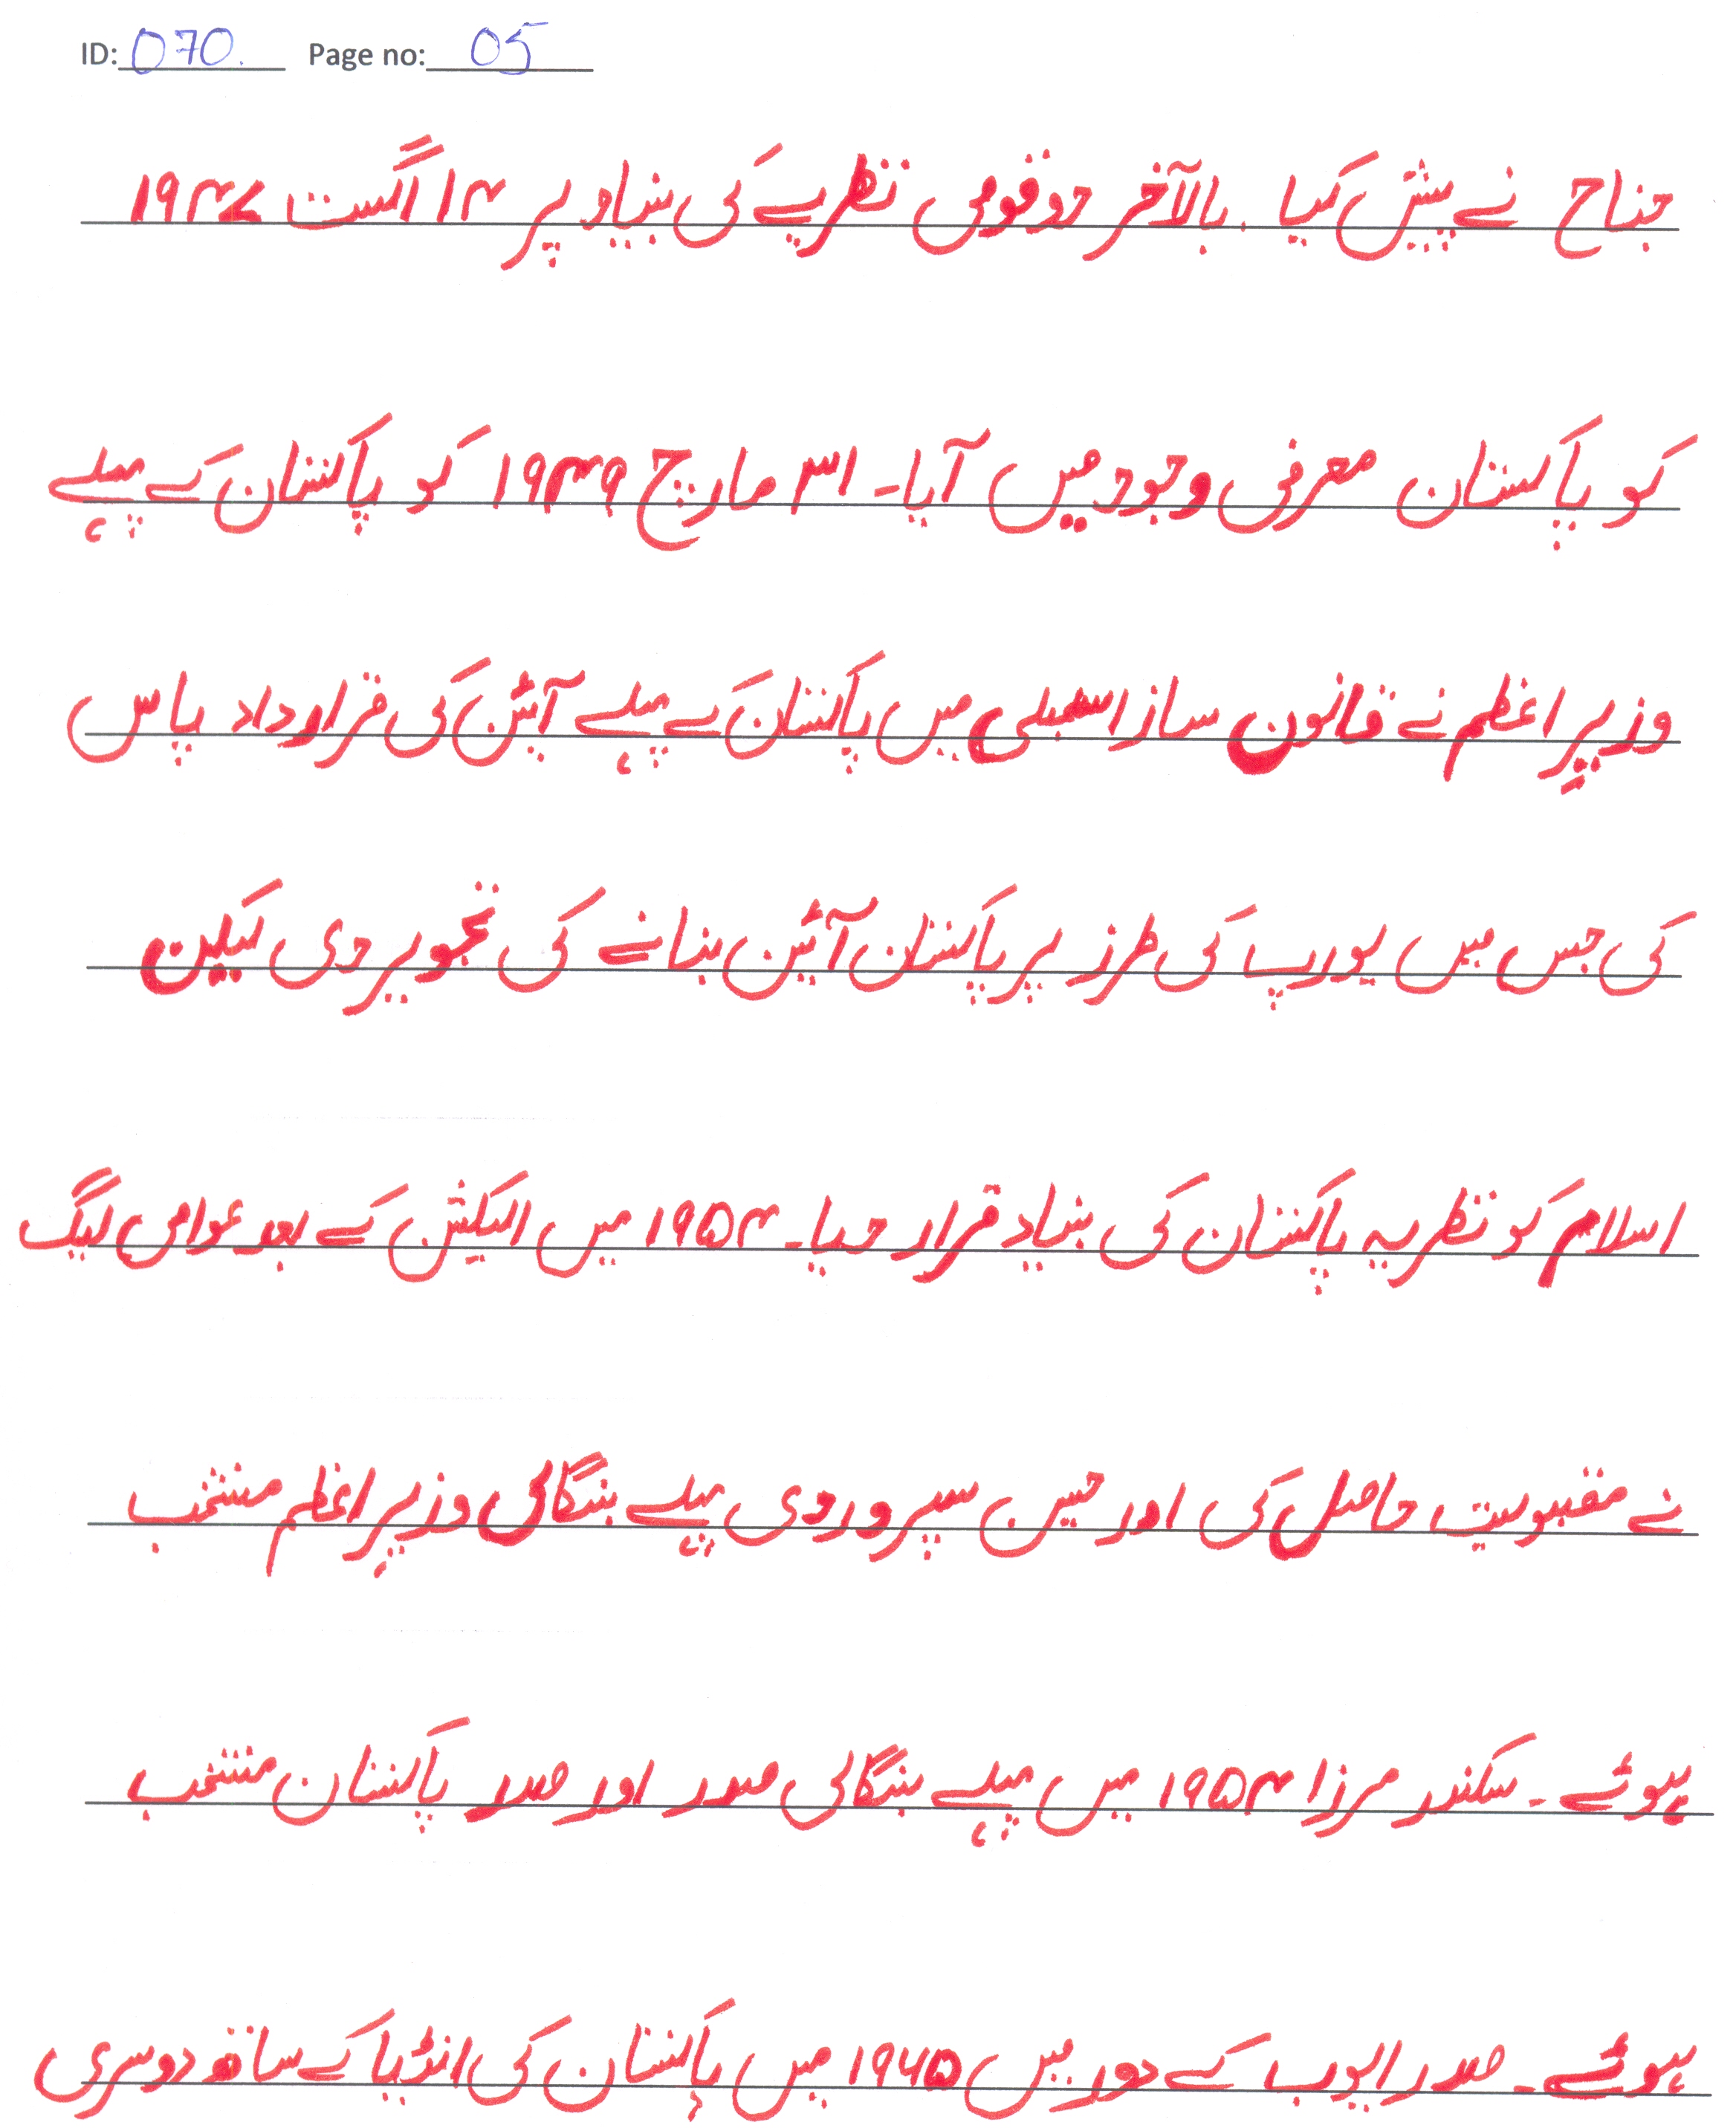 ID: 070. Page no: 05
جناح نے پیش کیا. بالآخر دوقومی نظریے کی بنیاد پر ۱۴ اگست ۱۹۴۷
کو پاکستان معرض وجود میں آیا۔ ۳۱ مارچ ۱۹۴۹ کو پاکستان کے پہلے
وزیر اعظم نے قانون ساز اسمبلی میں پاکستان کے پہلے آئین کی قراوداد پاس
کی جس میں یورپ کی طرز پر پاکستان آئین بنانے کی تجویر دی لیکن
اسلام کو نظریہ پاکستان کی بنیاد قرار دیا۔ ۱۹۵۴ میں الیکشن کے بعد عوامی لیگ
نے مقبولیت حاصل کی اور حسین سہروردی پہلے بنگالی وزیر اعظم منتخب
ہوئے۔ سکندر مرزا ۱۹۵۴ میں پہلے بنگالی صدر اور صدر پاکستان منتخب
ہوئے۔ صدر ایوب کے دور میں ۱۹۶۵ میں پاکستان کی انڈیا کے ساتھ دوسری